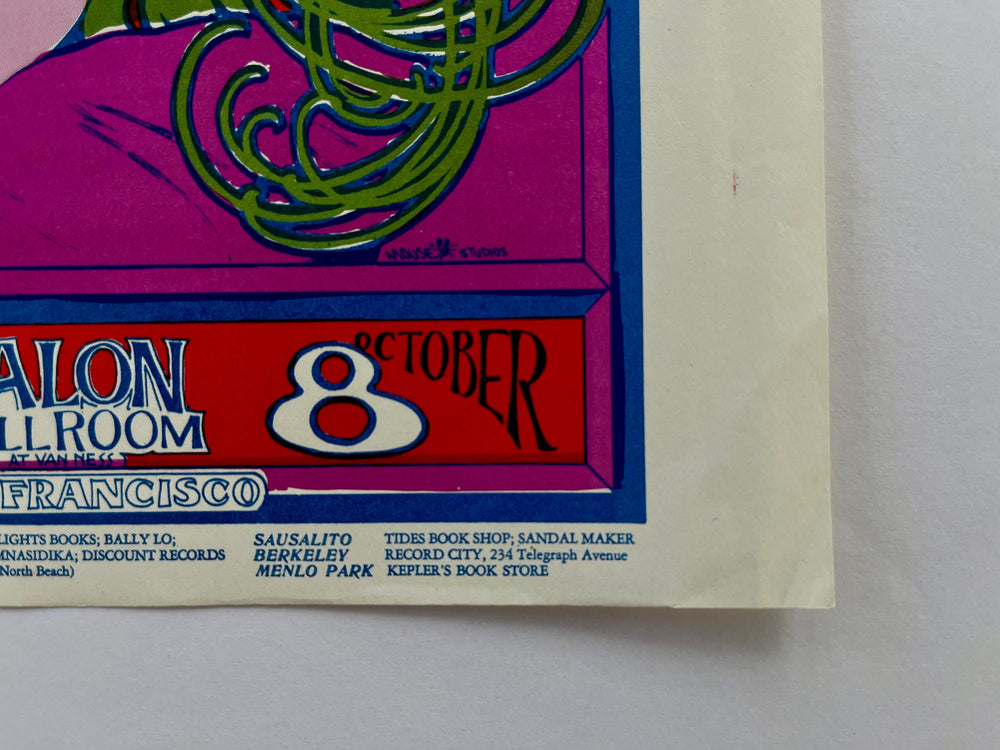 MOUSE STUDIOS
ALON
LLROOM
AT VAN NESS
FRANCISCO
8 OCTOBER
LIGHTS BOOKS; BALLY LO;
MNASIDIKA; DISCOUNT RECORDS
North Beach)
SAUSALITO TIDES BOOK SHOP; SANDAL MAKER
BERKELEY RECORD CITY, 234 Telegraph Avenue
MENLO PARK KEPLER'S BOOK STORE